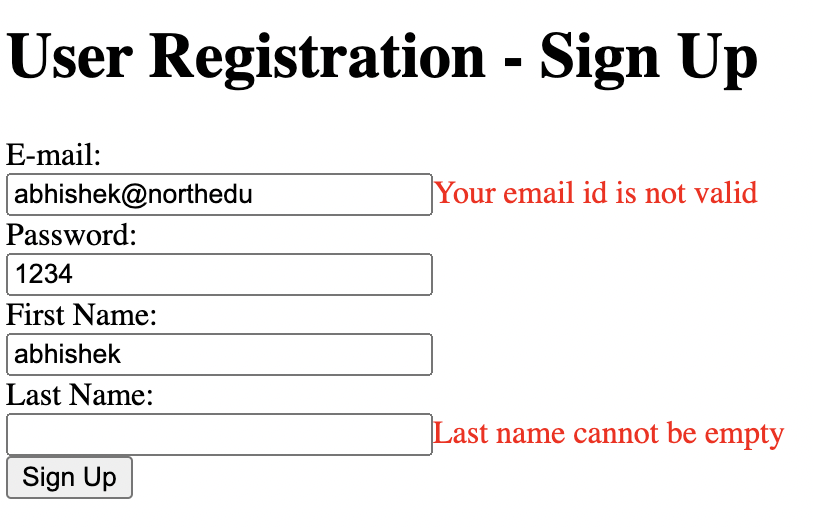 User Registration - Sign Up
E-mail:
abhishek@northedu Your email id is not valid
Password:
1234
First Name:
abhishek
Last Name:
Last name cannot be empty
Sign Up